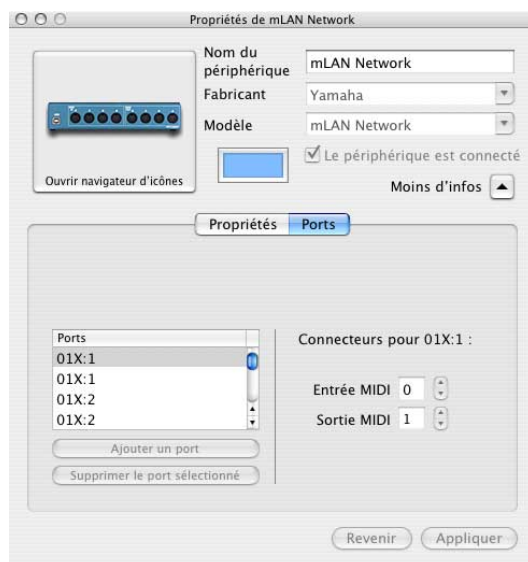 Propriétés de mLAN Network
Nom du
périphérique
mLAN Network
Fabricant
Yamaha
Modèle
mLAN Network
Le périphérique est connecté
Ouvrir navigateur d'icônes
Moins d'infos
Propriétés
Ports
Ports
01X:1
01X:1
01X:2
01X:2
Ajouter un port
Supprimer le port sélectionné
Connecteurs pour 01X:1 :
Entrée MIDI 0
Sortie MIDI 1
Revenir
Appliquer